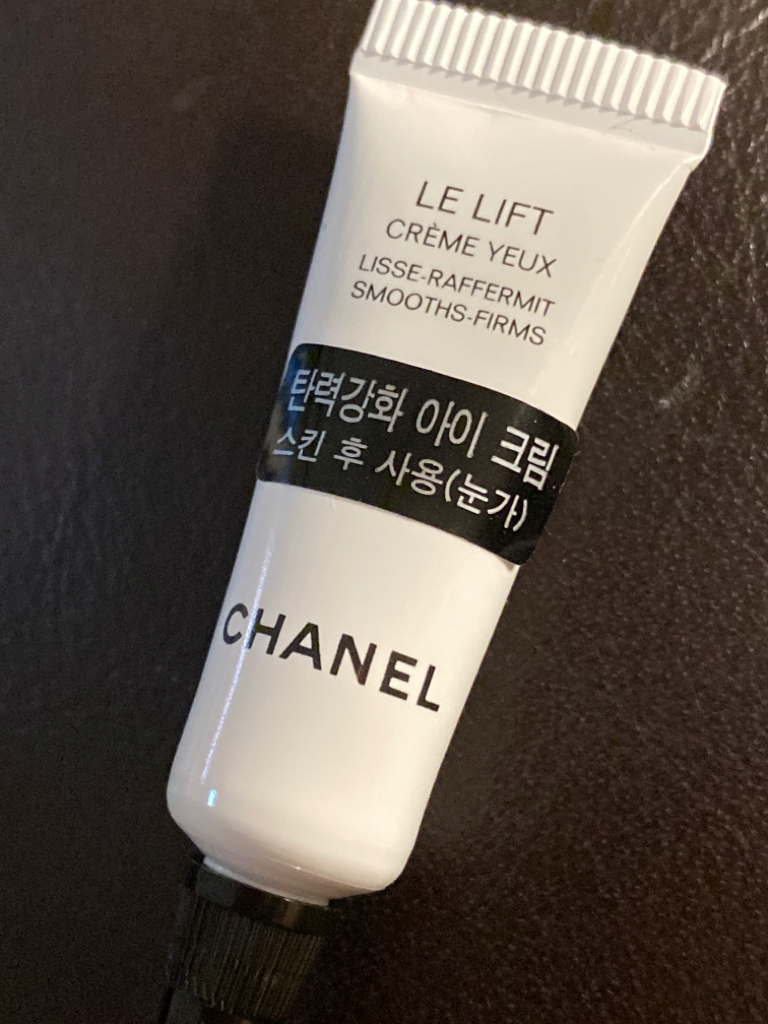 LE LIFT
CRÈME YEUX
LISSE-RAFFERMIT
SMOOTHS-FIRMS
탄력강화 아이 크림
스킨 후 사용(눈가)
CHANEL